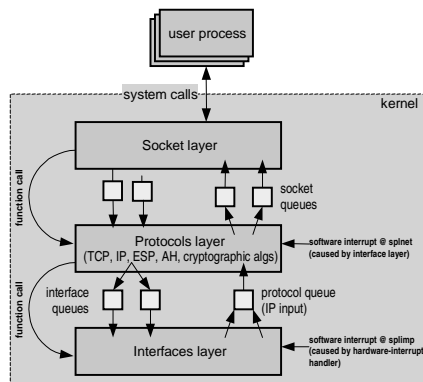 user process
system calls
kernel
Socket layer
function call
socket
queues
Protocols layer
(TCP, IP, ESP, AH, cryptographic algs)
software interrupt @ splnet
(caused by interface layer)
function call
interface
queues
protocol queue
(IP input)
Interfaces layer
software interrupt @ splimp
(caused by hardware-interrupt
handler)